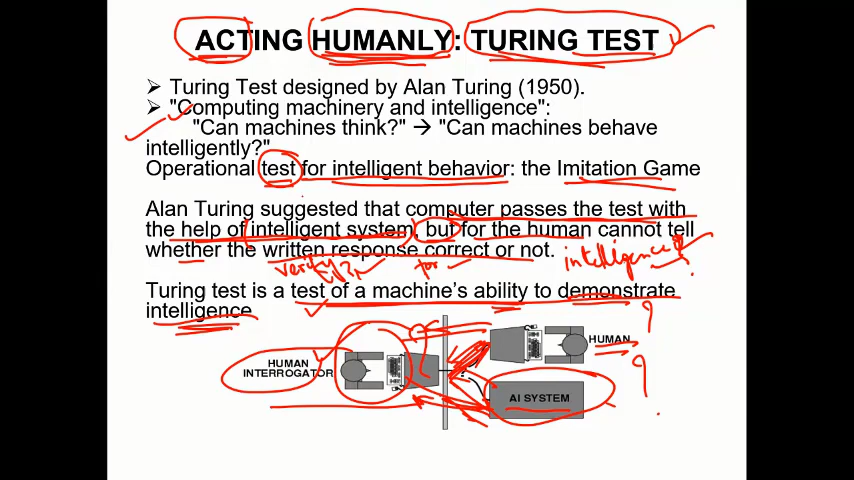 ACTING HUMANLY: TURING TEST
➢ Turing Test designed by Alan Turing (1950).
➢ "Computing machinery and intelligence":
"Can machines think?" → "Can machines behave
intelligently?"
Operational test for intelligent behavior: the Imitation Game
Alan Turing suggested that computer passes the test with
the help of intelligent system, but for the human cannot tell
whether the written response correct or not.
intelligence
verify
for
Turing test is a test of a machine's ability to demonstrate
intelligence
HUMAN
HUMAN
INTERROGATOR
?
AI SYSTEM